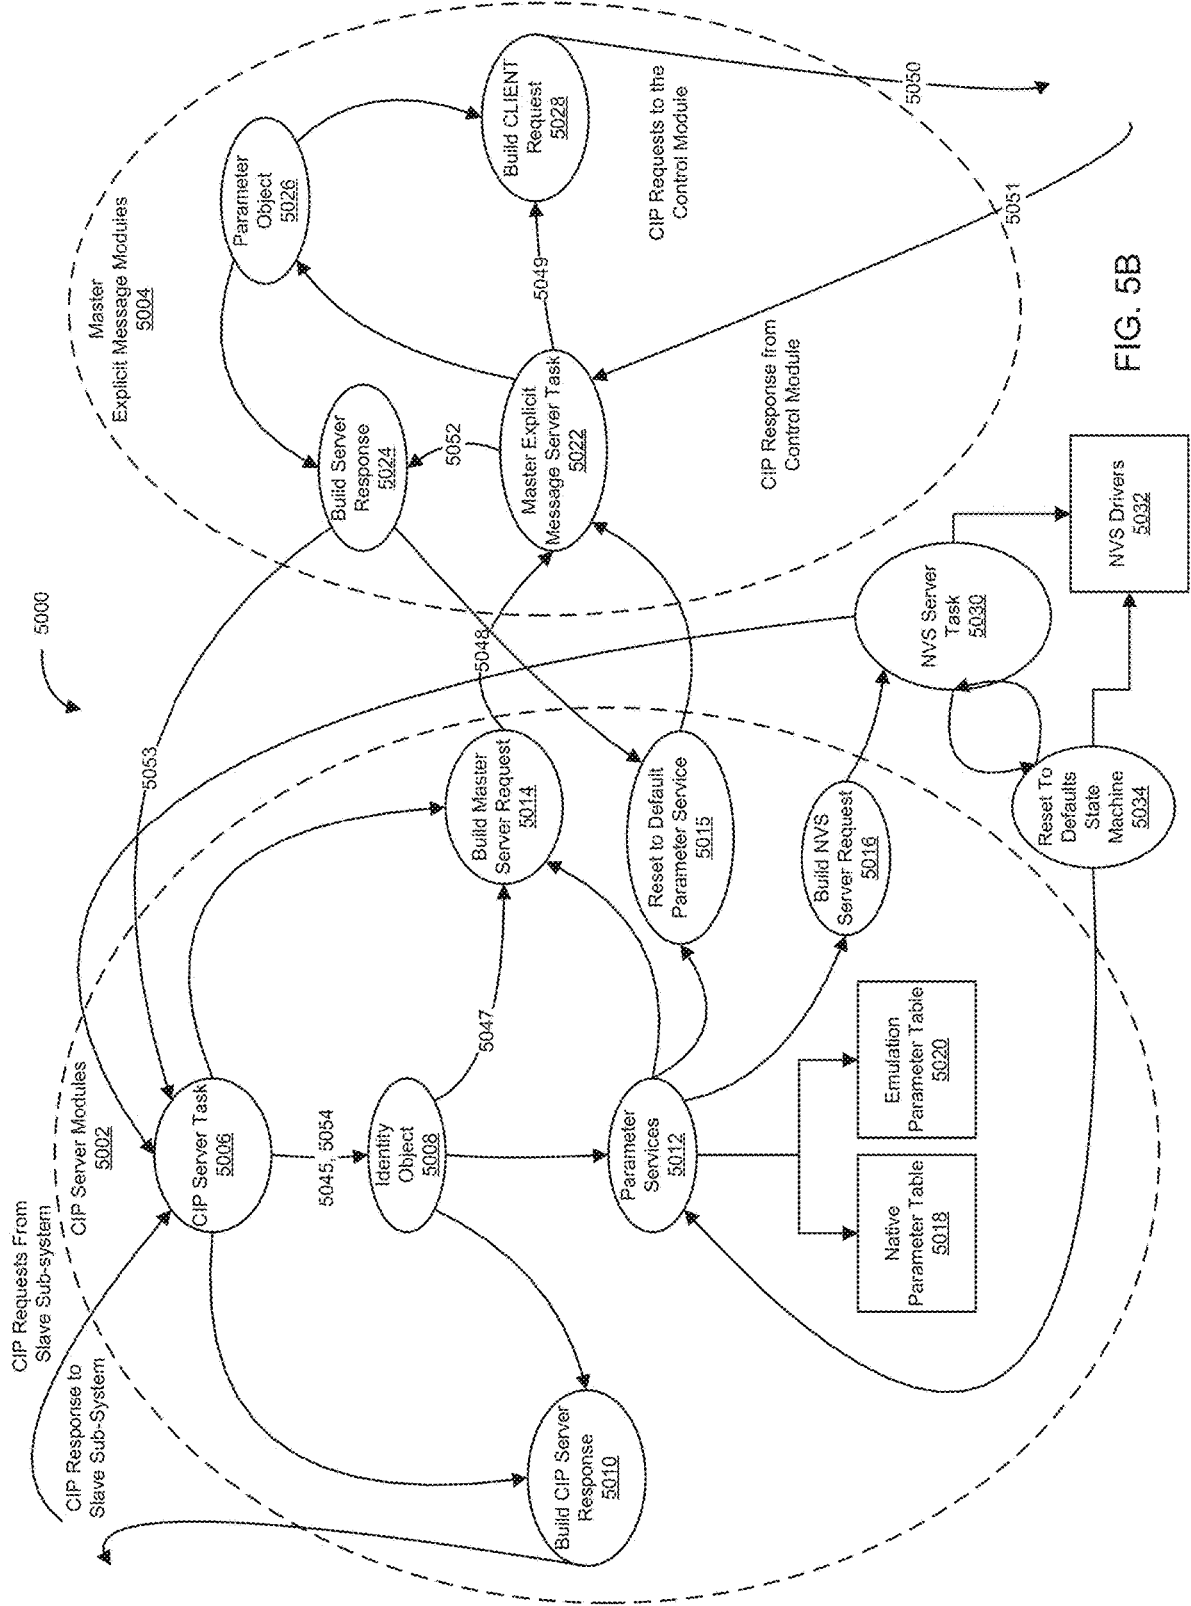 5000
CIP Requests From
Slave Sub-system
CIP Response to
Slave Sub-System
CIP Server Modules
5002
CIP Server Task
5006
5045, 5054
Identity
Object
5008
5047
Build CIP Server
Response
5010
Parameter
Services
5012
Native
Parameter Table
5018
Emulation
Parameter Table
5020
Build Master
Server Request
5014
Reset to Default
Parameter Service
5015
Build NVS
Server Request
5016
5053
5048
Master
Explicit Message Modules
5004
Build Server
Response
5024
5052
Master Explicit
Message Server Task
5022
5049
Parameter
Object
5026
Build CLIENT
Request
5028
CIP Requests to the
Control Module
5050
5051
CIP Response from
Control Module
NVS Server
Task
5030
NVS Drivers
5032
Reset To
Defaults
State
Machine
5034
FIG. 5B